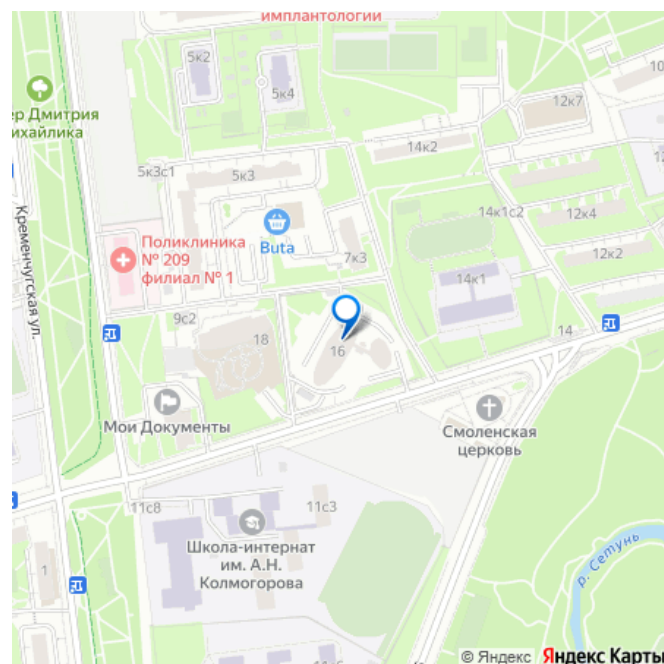 имплантологии
5к2
5к4
12к7
ер Дмитрия
ихайлика
14к2
5к3с1
5к3
14к1с2
12к4
Кременчугская ул.
Поликлиника
№ 209
филиал № 1
Buta
7к3
12к2
14к1
9с2
18
16
14
Мои Документы
Смоленская
церковь
11с8
11с3
Школа-интернат
им. А.Н.
Колмогорова
р. Сетунь
1
© Яндекс Яндекс Карты